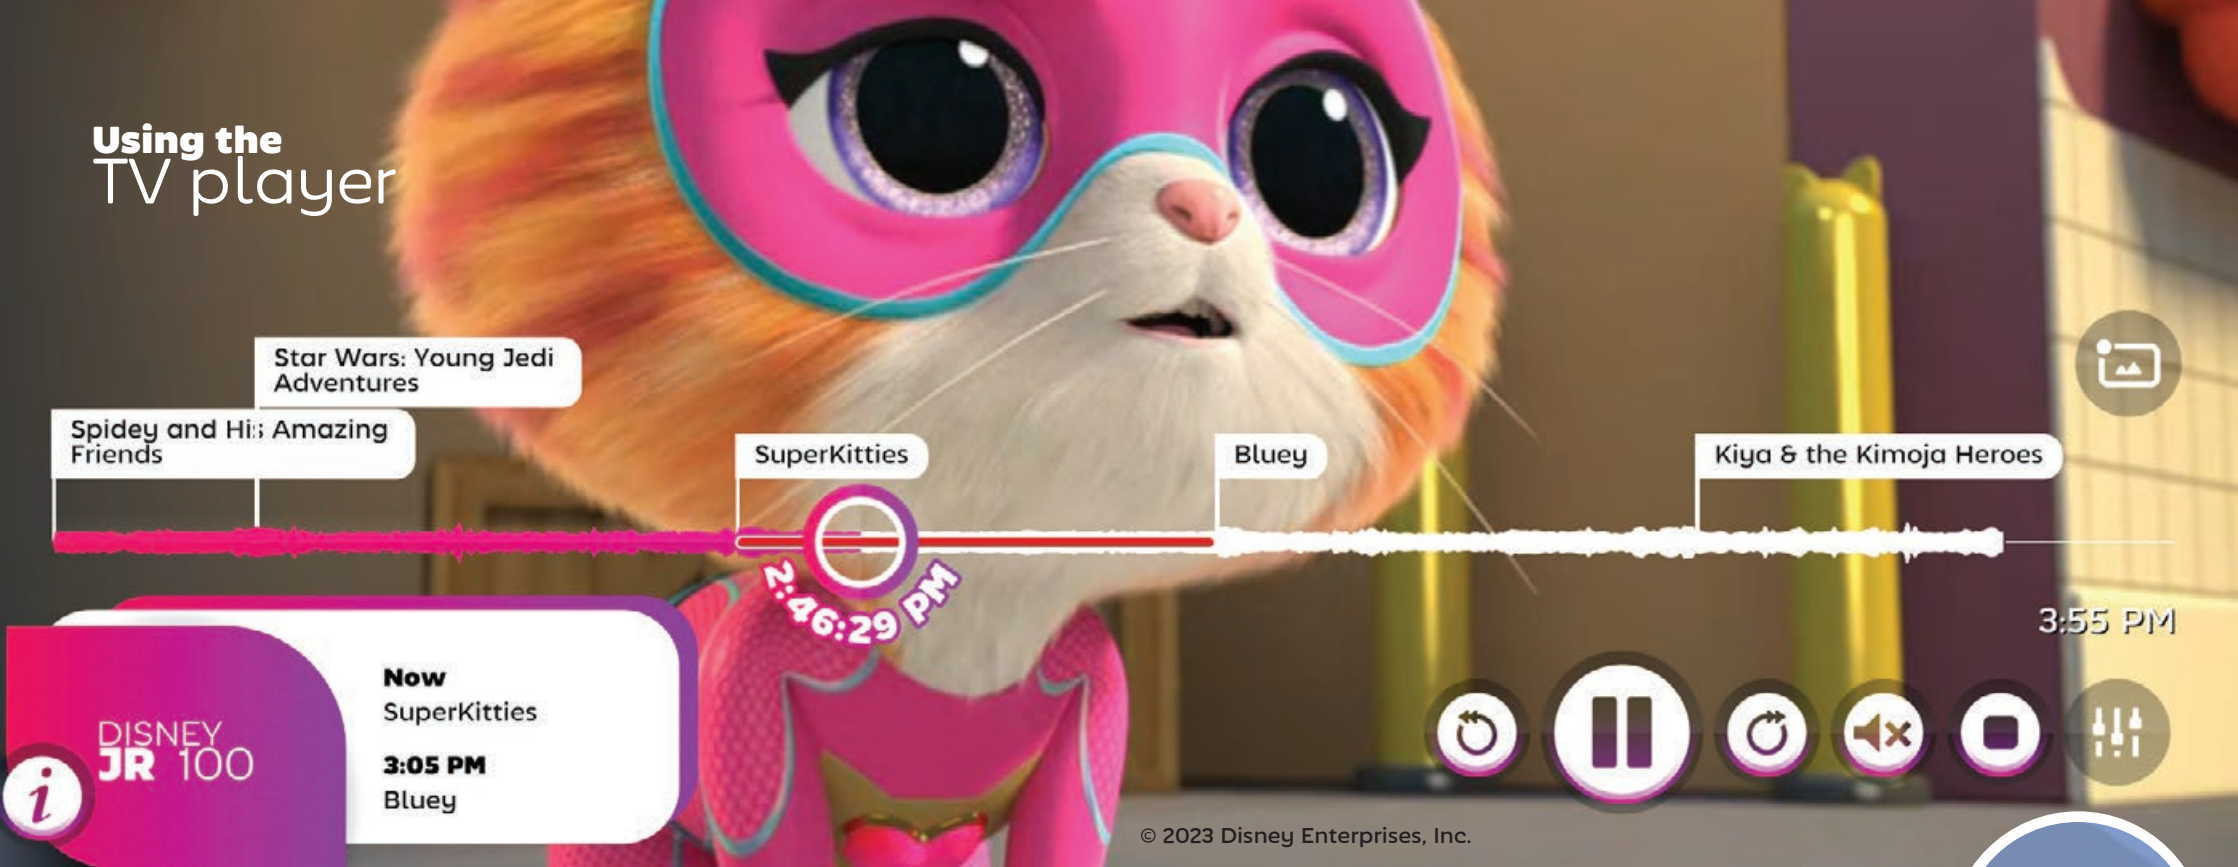 Using the
TV player
Star Wars: Young Jedi
Adventures
Spidey and His Amazing
Friends
SuperKitties
Bluey
Kiya & the Kimoja Heroes
2:46:29 PM
3:55 PM
Now
SuperKitties
3:05 PM
Bluey
DISNEY
JR 100
i
© 2023 Disney Enterprises, Inc.